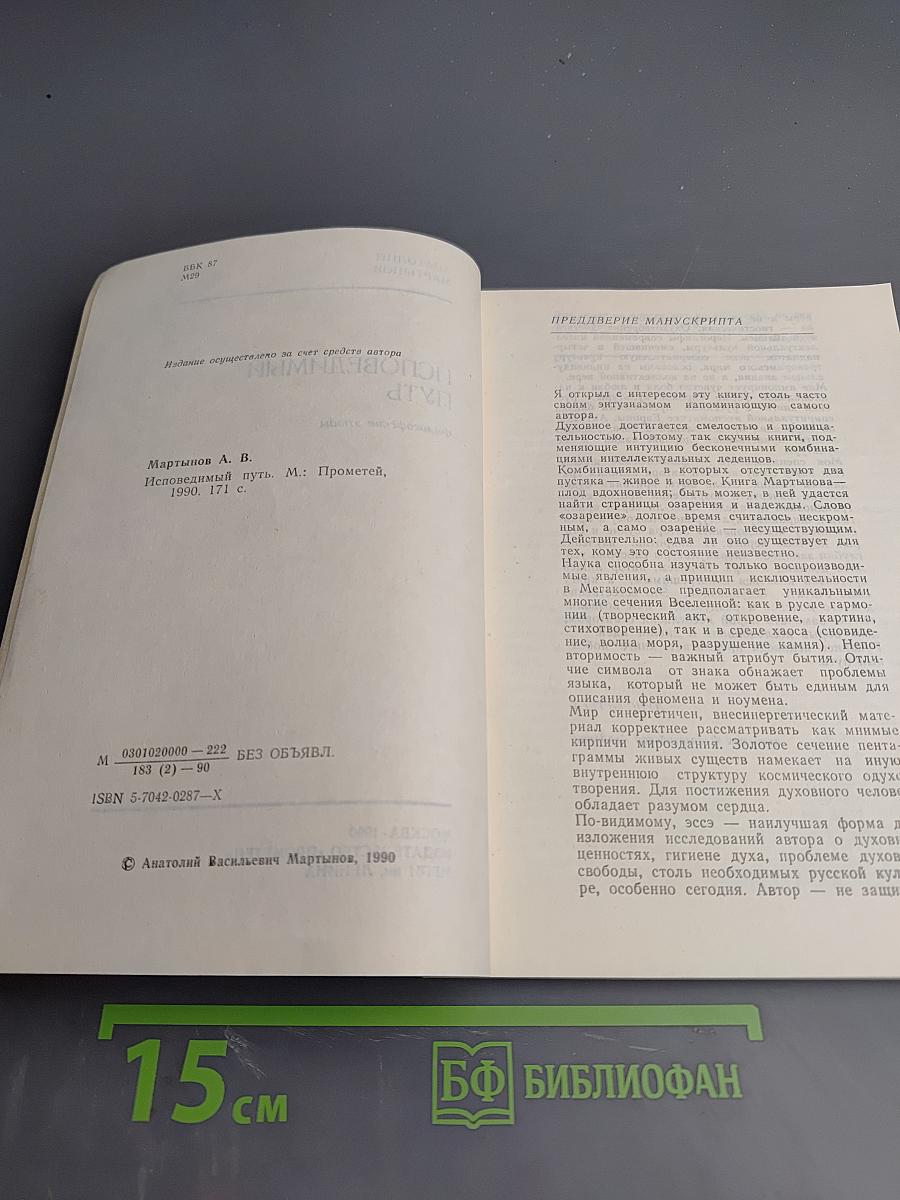 ББК 87
М29
Издание осуществлено за счет средств автора
Мартынов А. В.
Исповедимый путь. М.: Прометей,
1990. 171 с.
М 0301020000 — 222 БЕЗ ОБЪЯВЛ.
183 (2) — 90
ISBN 5-7042-0287—X
© Анатолий Васильевич Мартынов, 1990
ПРЕДДВЕРИЕ МАНУСКРИПТА
Я открыл с интересом эту книгу, столь часто
своим энтузиазмом напоминающую самого
автора.
Духовное достигается смелостью и проница-
тельностью. Поэтому так скучны книги, под-
меняющие интуицию бесконечными комбина-
циями интеллектуальных леденцов.
Комбинациями, в которых отсутствуют два
пустяка — живое и новое. Книга Мартынова—
плод вдохновения; быть может, в ней удастся
найти страницы озарения и надежды. Слово
«озарение» долгое время считалось нескром-
ным, а само озарение — несуществующим.
Действительно: едва ли оно существует для
тех, кому это состояние неизвестно.
Наука способна изучать только воспроизводи-
мые явления, а принцип исключительности
в Мегакосмосе предполагает уникальными
многие сечения Вселенной: как в русле гармо-
нии (творческий акт, откровение, картина,
стихотворение), так и в среде хаоса (сновиде-
ние, волна моря, разрушение камня). Непо-
вторимость — важный атрибут бытия. Отли-
чие символа от знака обнажает проблемы
языка, который не может быть единым для
описания феномена и ноумена.
Мир синергетичен, внесинергетический мате-
риал корректнее рассматривать как мнимые
кирпичи мироздания. Золотое сечение пента-
граммы живых существ намекает на иную
внутреннюю структуру космического одухо-
творения. Для постижения духовного челове
обладает разумом сердца.
По-видимому, эссэ — наилучшая форма д
изложения исследований автора о духовн
ценностях, гигиене духа, проблеме духов
свободы, столь необходимых русской кул
ре, особенно сегодня. Автор — не защи
15 см
БФ БИБЛИОФАН